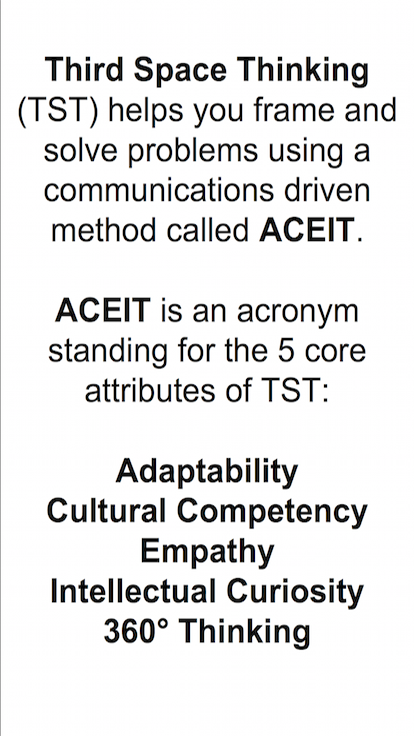 Third Space Thinking
(TST) helps you frame and
solve problems using a
communications driven
method called ACEIT.
ACEIT is an acronym
standing for the 5 core
attributes of TST:
Adaptability
Cultural Competency
Empathy
Intellectual Curiosity
360° Thinking